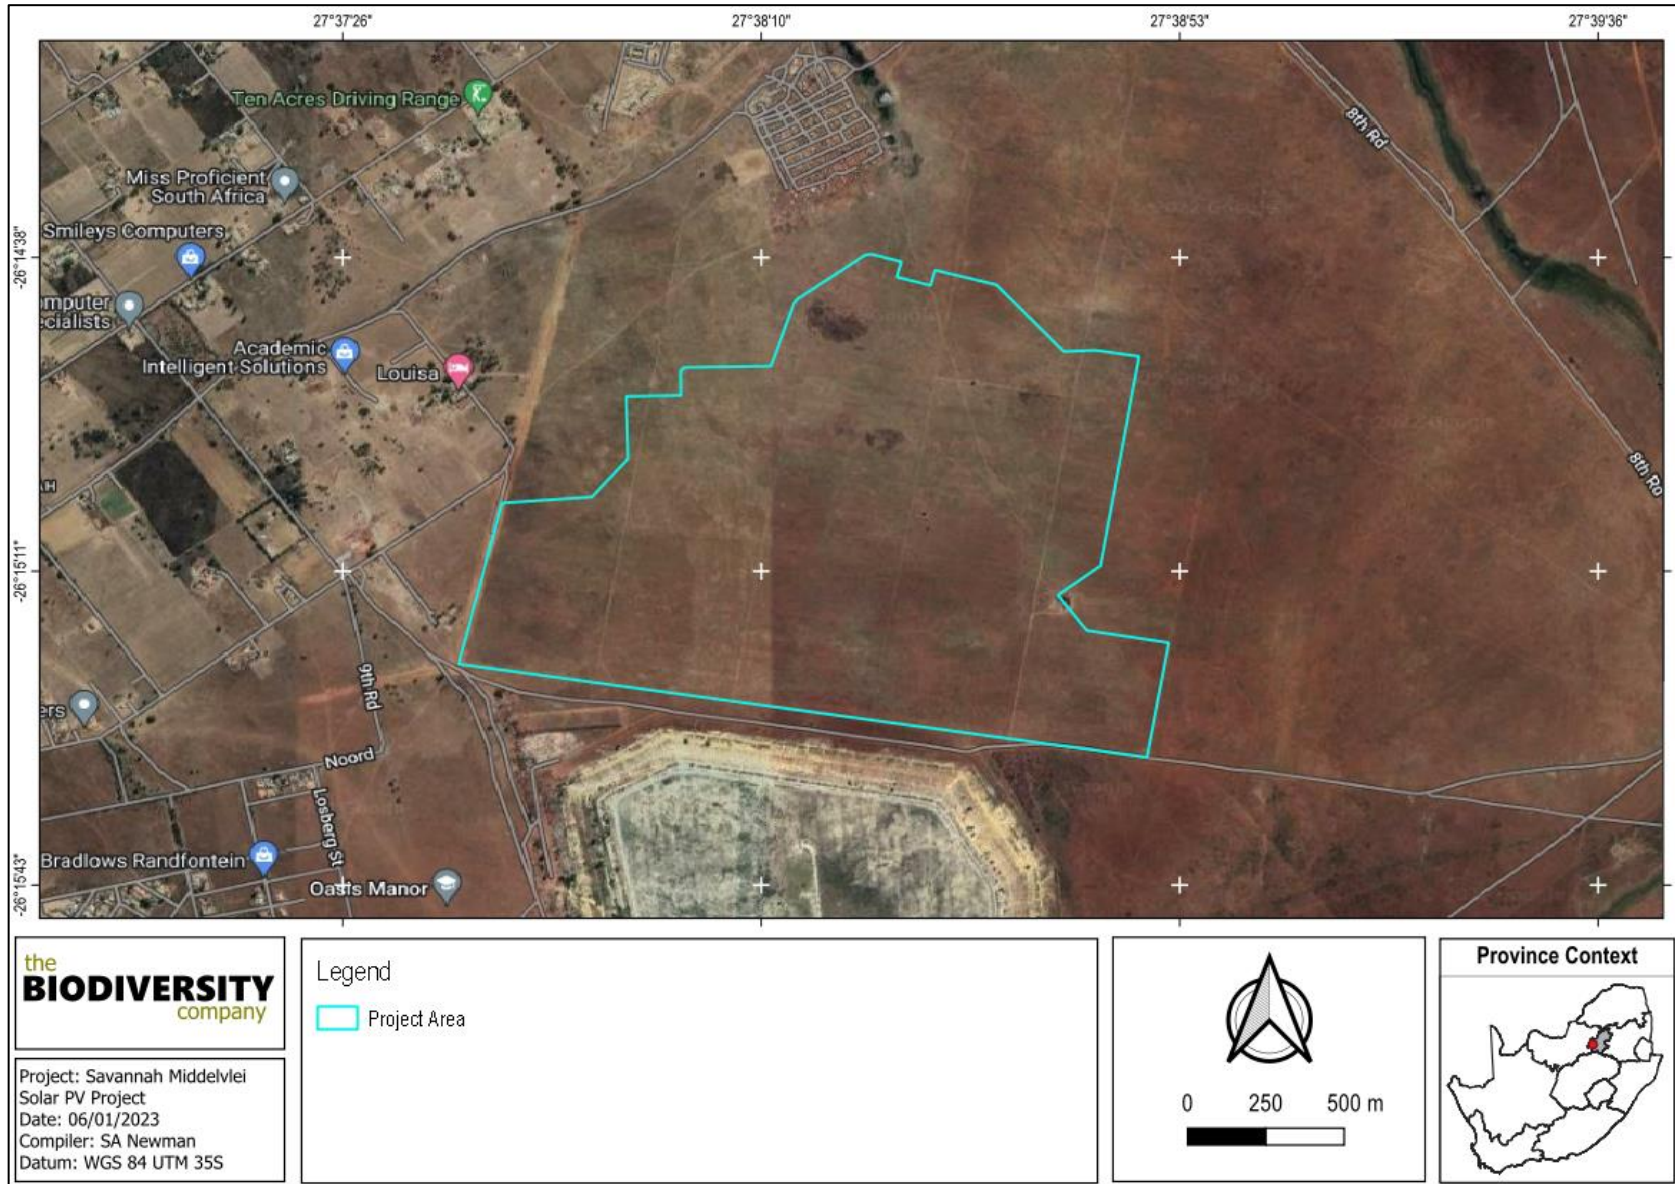 27°37'26"
27°38'10"
27°38'53"
27°39'36"
-26°14'38"
-26°15'11"
-26°15'43"
Ten Acres Driving Range
8th Rd
Miss Proficient
South Africa
Smileys Computers
Academic
Intelligent Solutions
Louisa
8th Rd
9th Rd
Noord
Losberg St
Bradlows Randfontein
Oasis Manor
the
BIODIVERSITY
company
Project: Savannah Middelvlei
Solar PV Project
Date: 06/01/2023
Compiler: SA Newman
Datum: WGS 84 UTM 35S
Legend
Project Area
0 250 500 m
Province Context